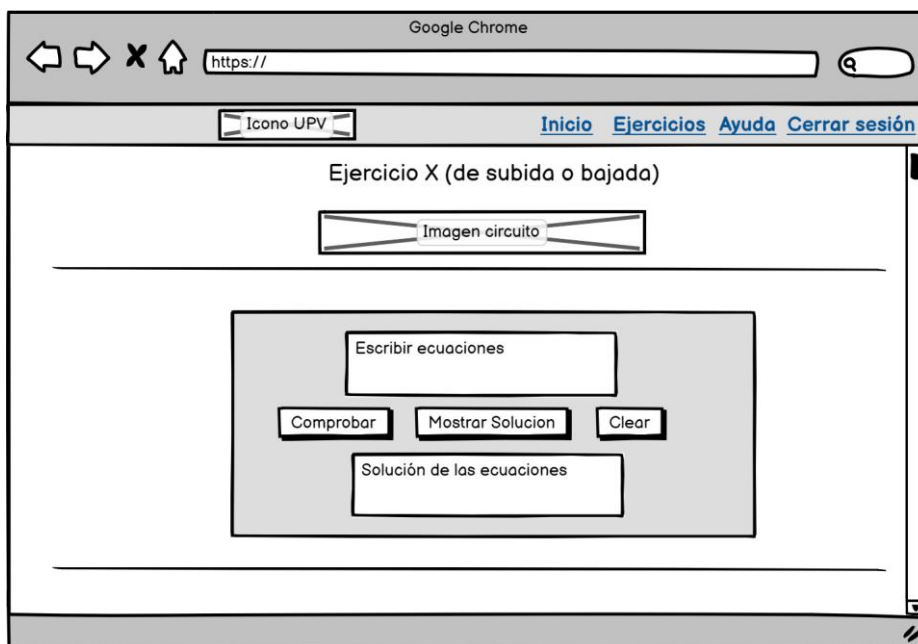 Google Chrome
https://
Icono UPV
Inicio Ejercicios Ayuda Cerrar sesión
Ejercicio X (de subida o bajada)
Imagen circuito
Escribir ecuaciones
Comprobar Mostrar Solucion Clear
Solución de las ecuaciones